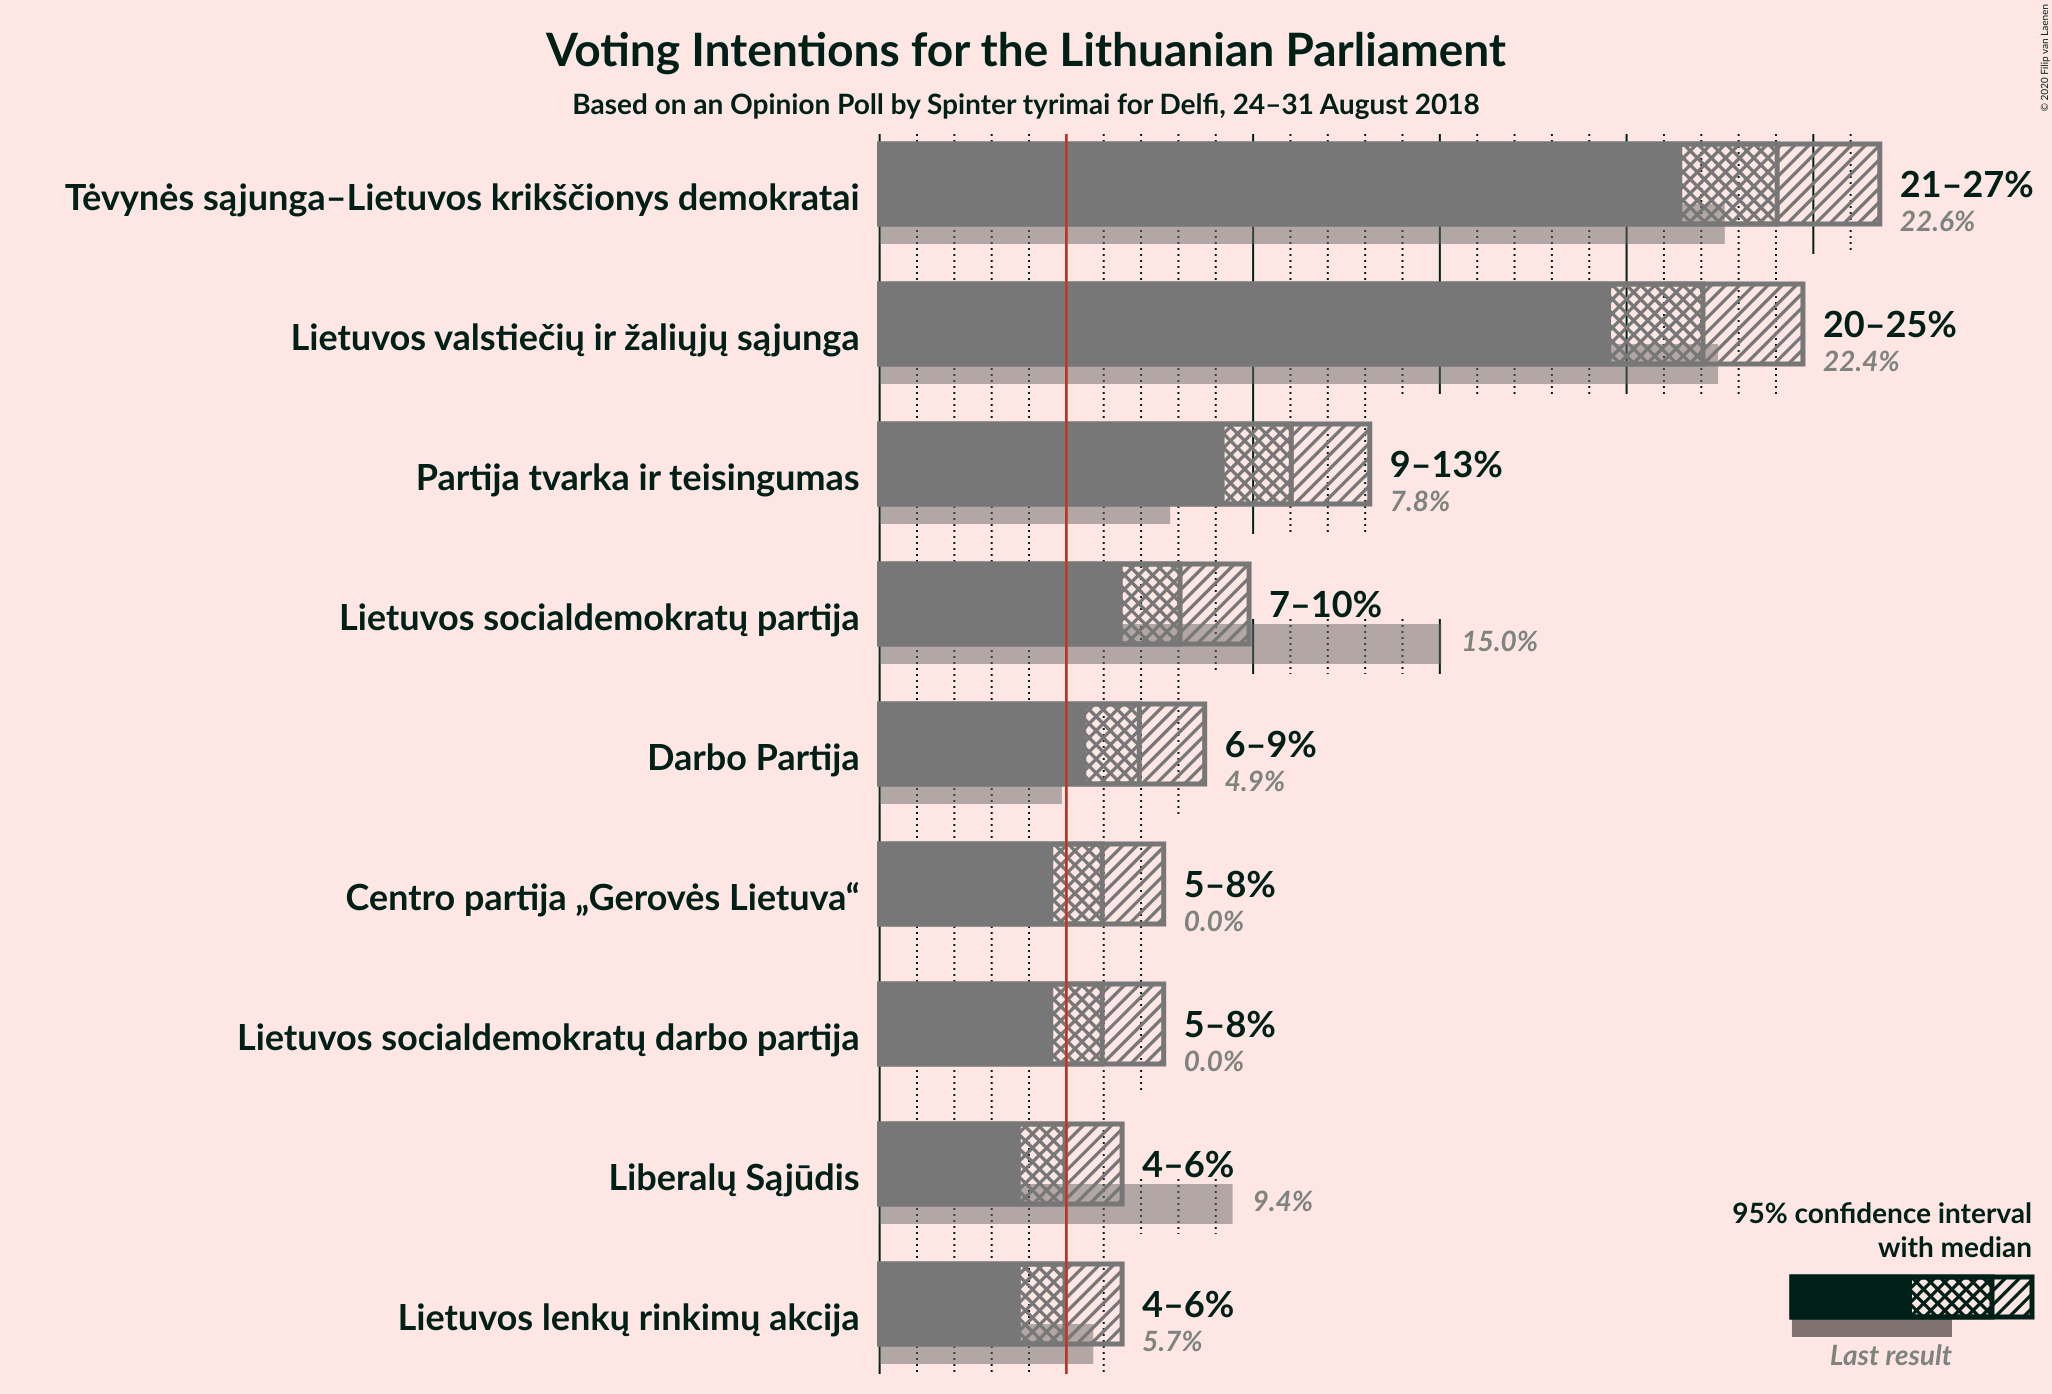 Voting Intentions for the Lithuanian Parliament
Based on an Opinion Poll by Spinter tyrimai for Delfi, 24–31 August 2018
© 2020 Filip van Laenen
Tėvynės sąjunga–Lietuvos krikščionys demokratai
21–27%
22.6%
Lietuvos valstiečių ir žaliųjų sąjunga
20–25%
22.4%
Partija tvarka ir teisingumas
9–13%
7.8%
Lietuvos socialdemokratų partija
7–10%
15.0%
Darbo Partija
6–9%
4.9%
Centro partija „Gerovės Lietuva“
5–8%
0.0%
Lietuvos socialdemokratų darbo partija
5–8%
0.0%
Liberalų Sąjūdis
4–6%
9.4%
Lietuvos lenkų rinkimų akcija
4–6%
5.7%
95% confidence interval
with median
Last result